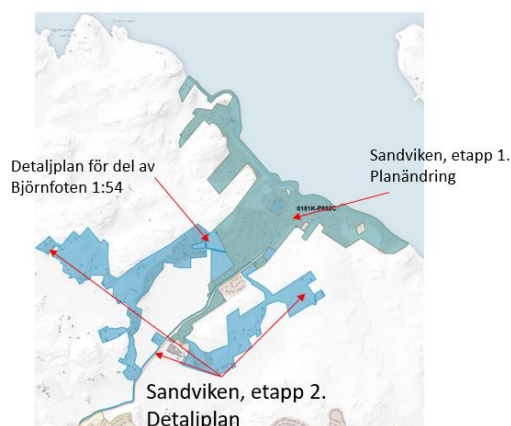 Detaljplan för del av
Björnfoten 1:54
Sandviken, etapp 1.
Planändring
0181K-P852C
Sandviken, etapp 2.
Detaljplan